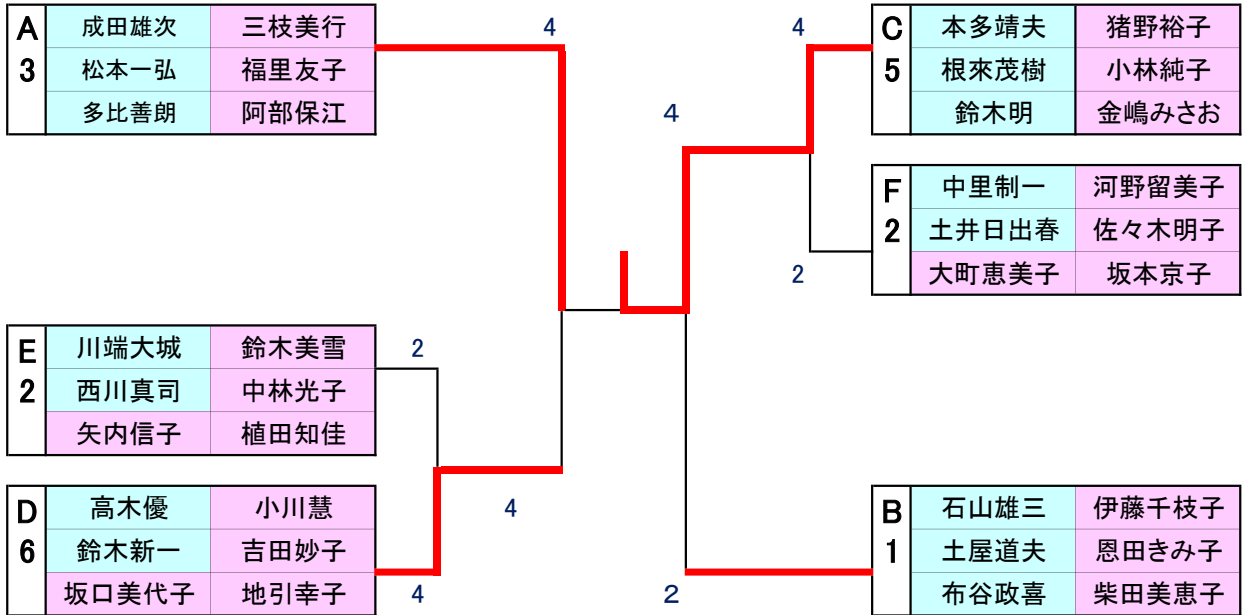 A 成田雄次 三枝美行
3 松本一弘 福里友子
多比善朗 阿部保江
4
4
C 本多靖夫 猪野裕子
5 根來茂樹 小林純子
鈴木明 金嶋みさお
4
F 中里制一 河野留美子
2 土井日出春 佐々木明子
大町恵美子 坂本京子
2
E 川端大城 鈴木美雪
2 西川真司 中林光子
矢内信子 植田知佳
2
D 高木優 小川慧
6 鈴木新一 吉田妙子
坂口美代子 地引幸子
4
4
B 石山雄三 伊藤千枝子
1 土屋道夫 恩田きみ子
布谷政喜 柴田美恵子
2